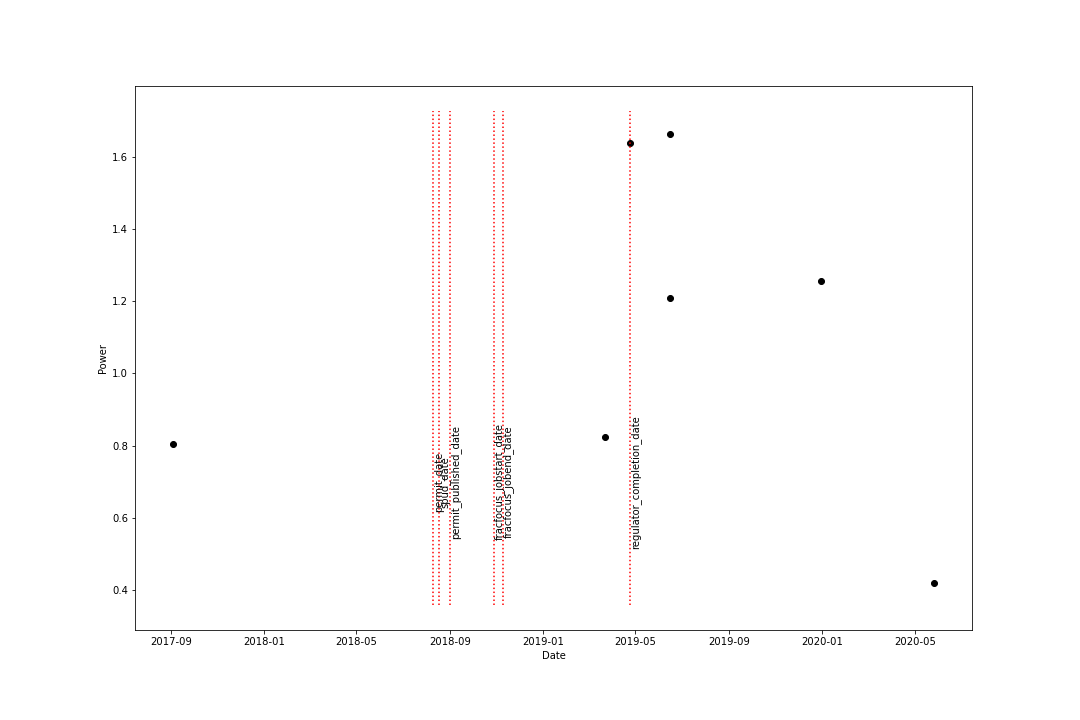 1.6
1.4
1.2
1.0
0.8
0.6
0.4
Power
permit_date
spud_date
permit_published_date
fracfocus_jobstart_date
fracfocus_jobend_date
regulator_completion_date
2017-09 2018-01 2018-05 2018-09 2019-01 2019-05 2019-09 2020-01 2020-05
Date